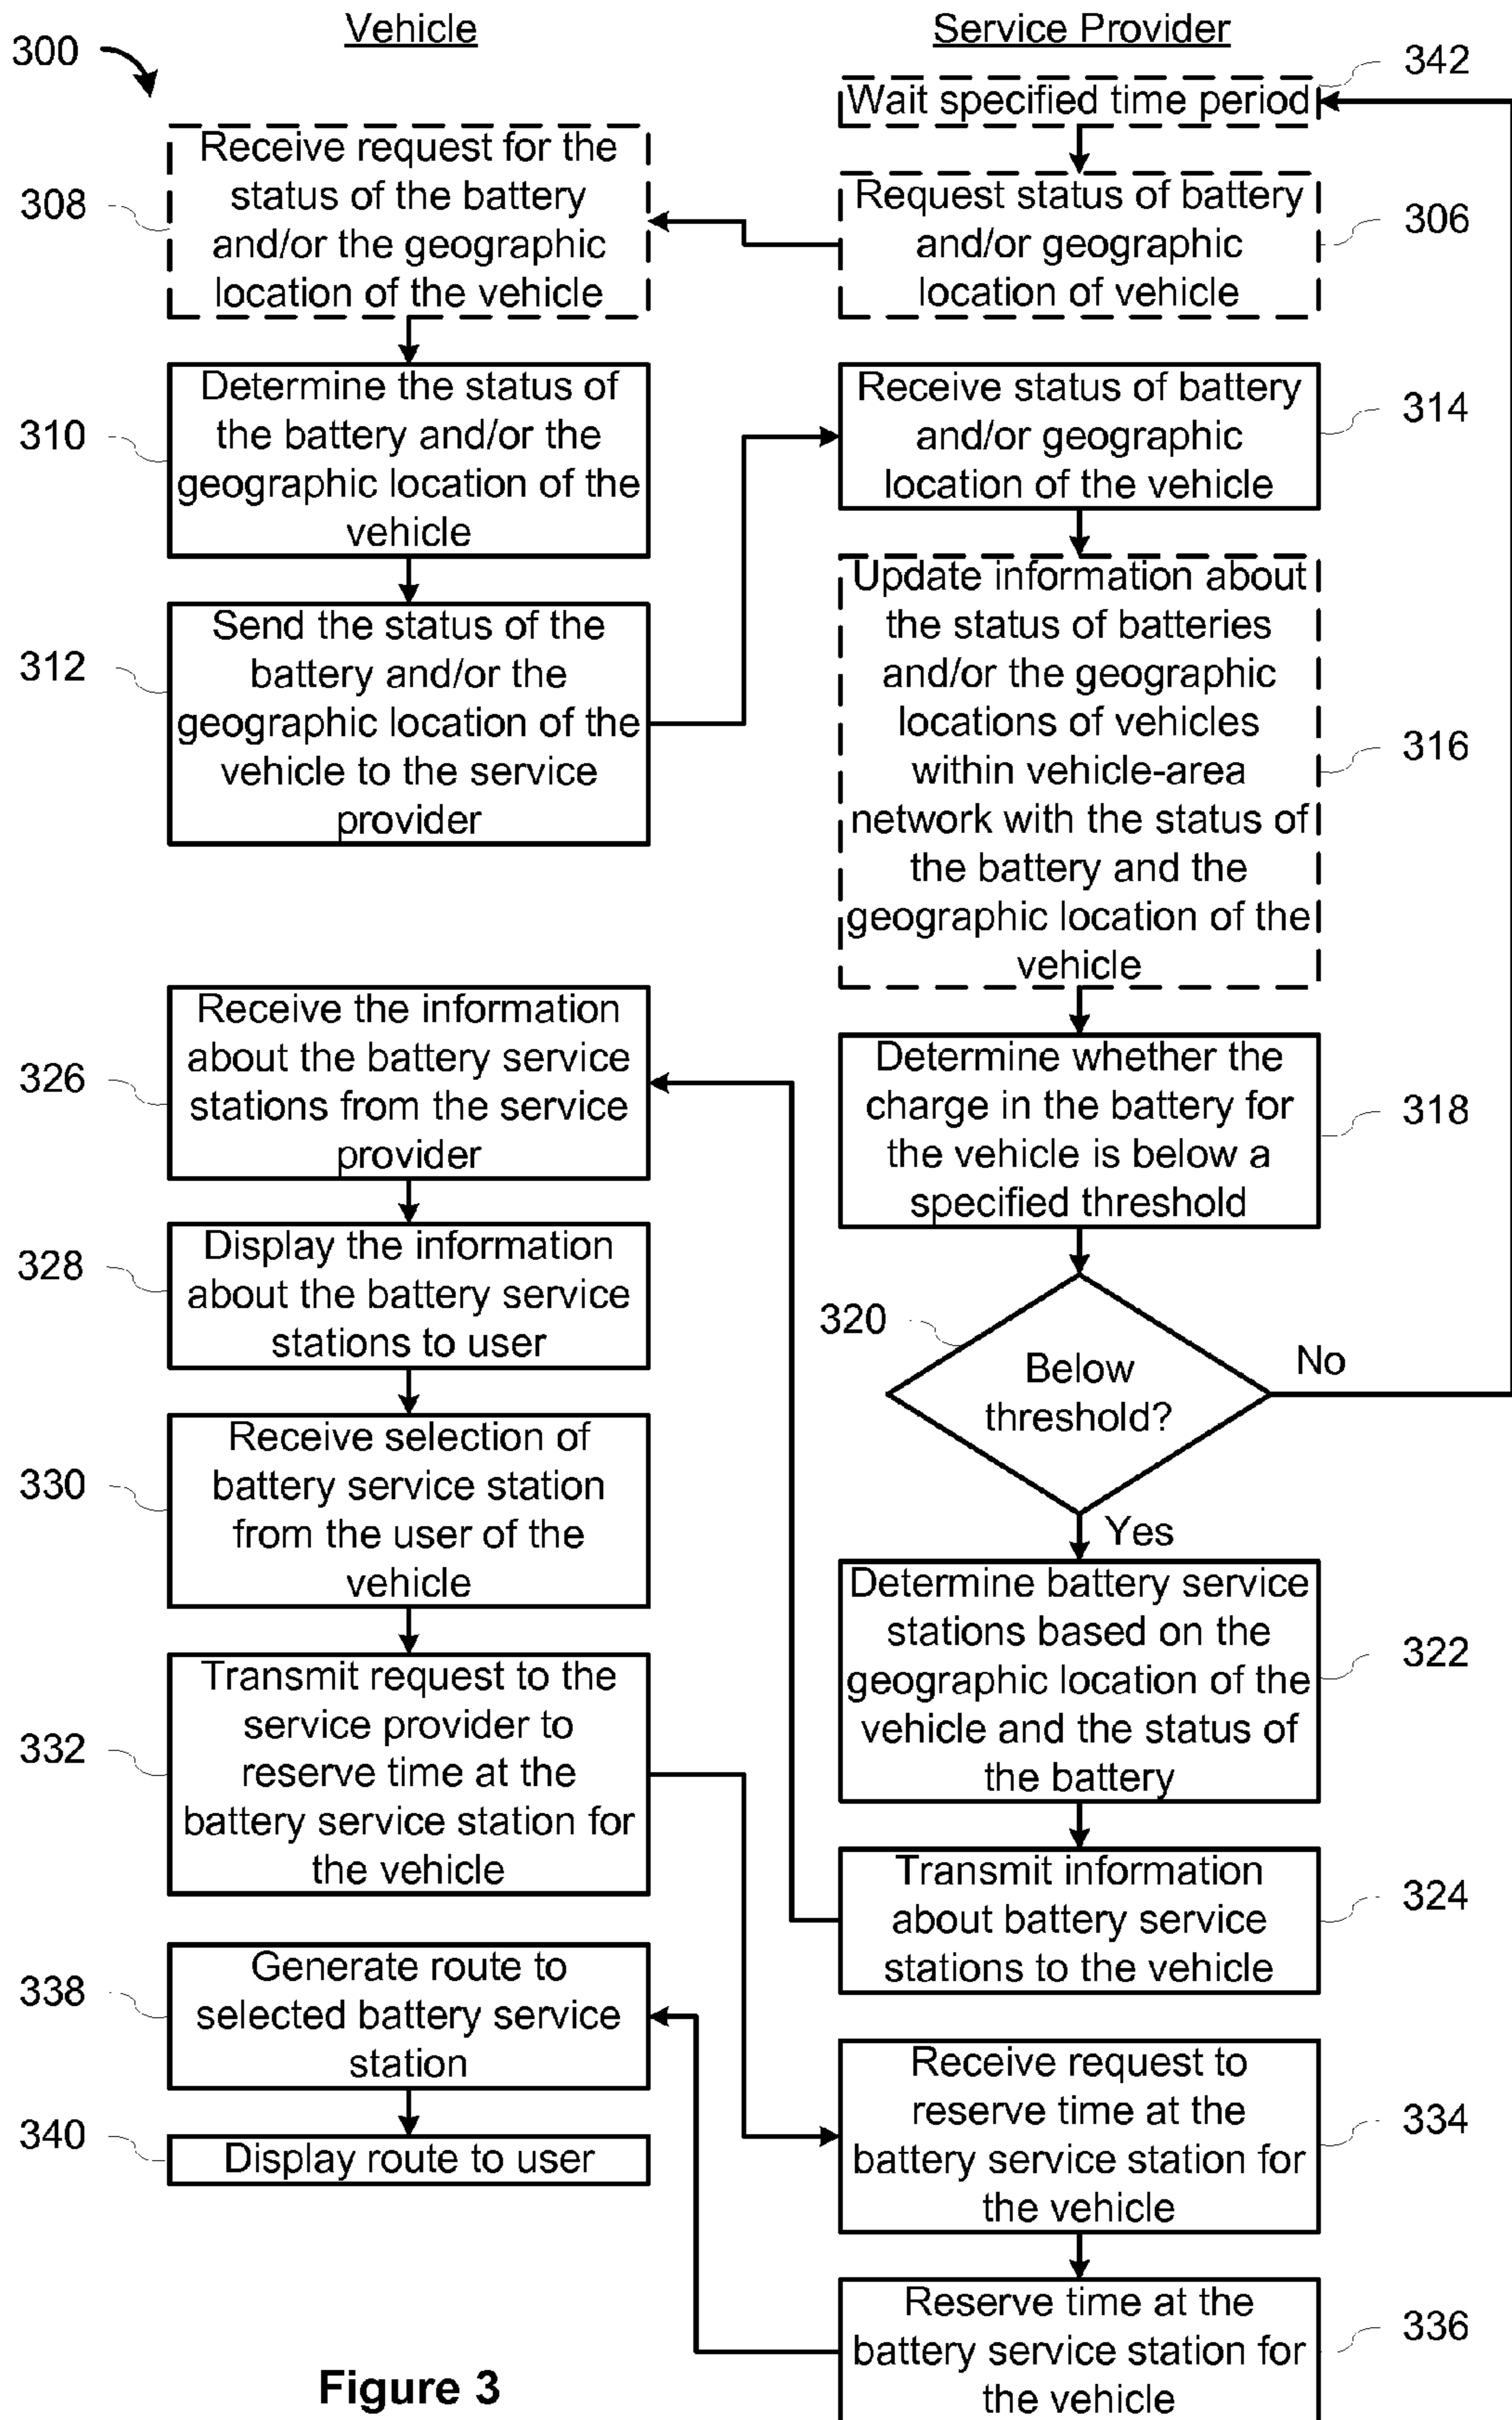 Vehicle
Service Provider
300
342
Wait specified time period
308
Receive request for the
status of the battery
and/or the geographic
location of the vehicle
306
Request status of battery
and/or geographic
location of vehicle
310
Determine the status of
the battery and/or the
geographic location of the
vehicle
312
Send the status of the
battery and/or the
geographic location of the
vehicle to the service
provider
314
Receive status of battery
and/or geographic
location of the vehicle
316
Update information about
the status of batteries
and/or the geographic
locations of vehicles
within vehicle-area
network with the status of
the battery and the
geographic location of the
vehicle
318
Determine whether the
charge in the battery for
the vehicle is below a
specified threshold
320
Below
threshold?
No
Yes
322
Determine battery service
stations based on the
geographic location of the
vehicle and the status of
the battery
324
Transmit information
about battery service
stations to the vehicle
326
Receive the information
about the battery service
stations from the service
provider
328
Display the information
about the battery service
stations to user
330
Receive selection of
battery service station
from the user of the
vehicle
332
Transmit request to the
service provider to
reserve time at the
battery service station for
the vehicle
334
Receive request to
reserve time at the
battery service station for
the vehicle
336
Reserve time at the
battery service station for
the vehicle
338
Generate route to
selected battery service
station
340
Display route to user
Figure 3